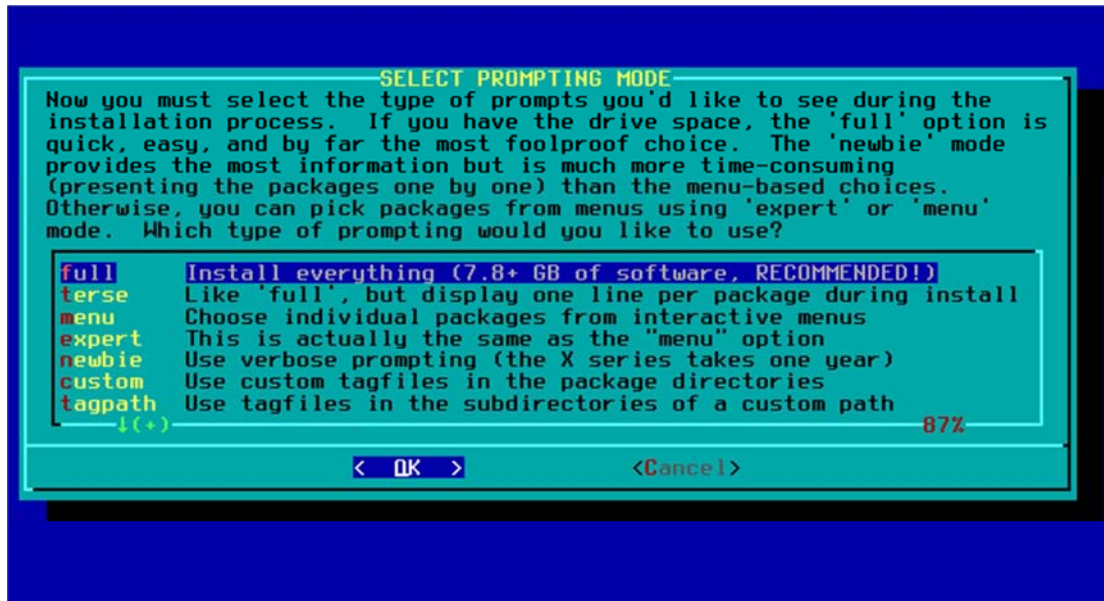 SELECT PROMPTING MODE
Now you must select the type of prompts you'd like to see during the
installation process.  If you have the drive space, the 'full' option is
quick, easy, and by far the most foolproof choice.  The 'newbie' mode
provides the most information but is much more time-consuming
(presenting the packages one by one) than the menu-based choices.
Otherwise, you can pick packages from menus using 'expert' or 'menu'
mode.  Which type of prompting would you like to use?
full Install everything (7.8+ GB of software, RECOMMENDED!)
terse Like 'full', but display one line per package during install
menu Choose individual packages from interactive menus
expert This is actually the same as the "menu" option
newbie Use verbose prompting (the X series takes one year)
custom Use custom tagfiles in the package directories
tagpath Use tagfiles in the subdirectories of a custom path
↓(+) 87%
< OK > <Cancel>